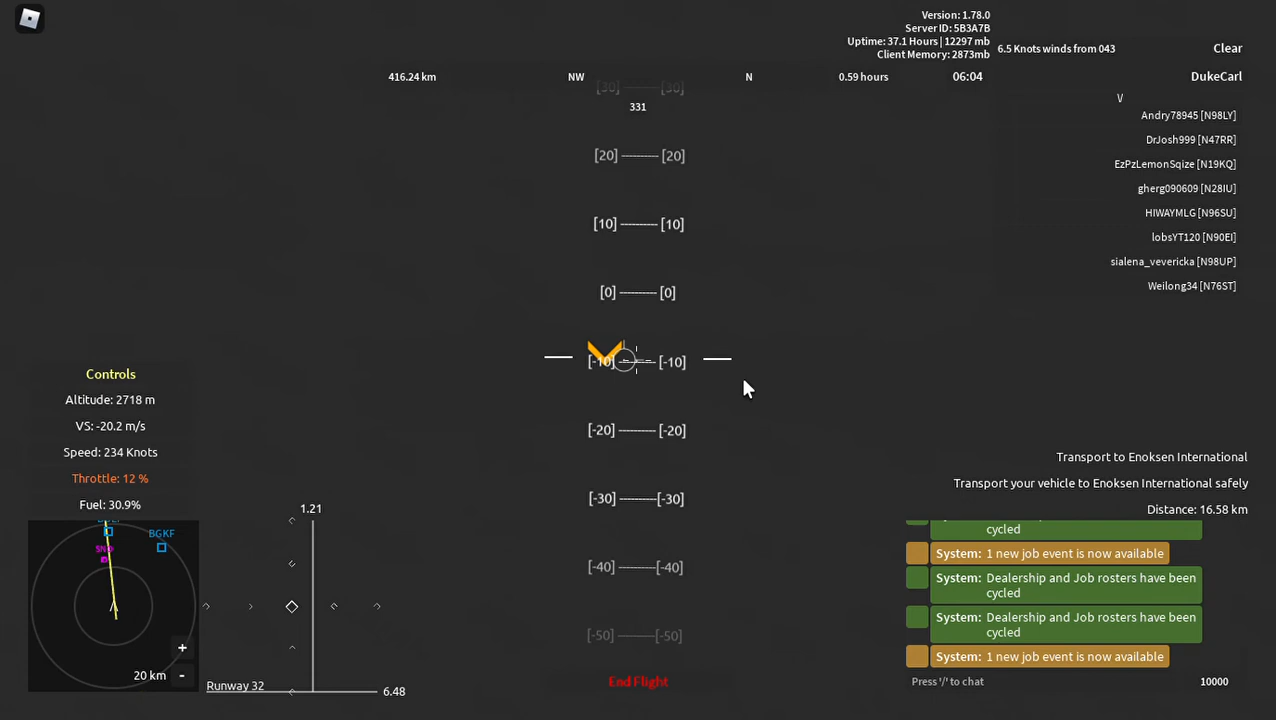 Version: 1.78.0
Server ID: 5B3A7B
Uptime: 37.1 Hours | 12297 mb
Client Memory: 2873mb
6.5 Knots winds from 043
Clear
416.24 km
NW
N
0.59 hours
06:04
DukeCarl
[30] [30]
331
V
Andry78945 [N98LY]
DrJosh999 [N47RR]
EzPzLemonSqize [N19KQ]
gherg090609 [N28IU]
HIWAYMLG [N96SU]
lobsYT120 [N90EI]
sialena_vevericka [N98UP]
Weilong34 [N76ST]
[20] ---------- [20]
[10] ---------- [10]
[0] ---------- [0]
[-10] ---------- [-10]
[-20] ---------- [-20]
[-30] ---------- [-30]
[-40] ---------- [-40]
[-50] ---------- [-50]
Controls
Altitude: 2718 m
VS: -20.2 m/s
Speed: 234 Knots
Throttle: 12 %
Fuel: 30.9%
BGKF
20 km
+
-
1.21
6.48
Runway 32
End Flight
Transport to Enoksen International
Transport your vehicle to Enoksen International safely
Distance: 16.58 km
cycled
System: 1 new job event is now available
System: Dealership and Job rosters have been
cycled
System: Dealership and Job rosters have been
cycled
System: 1 new job event is now available
Press '/' to chat
10000